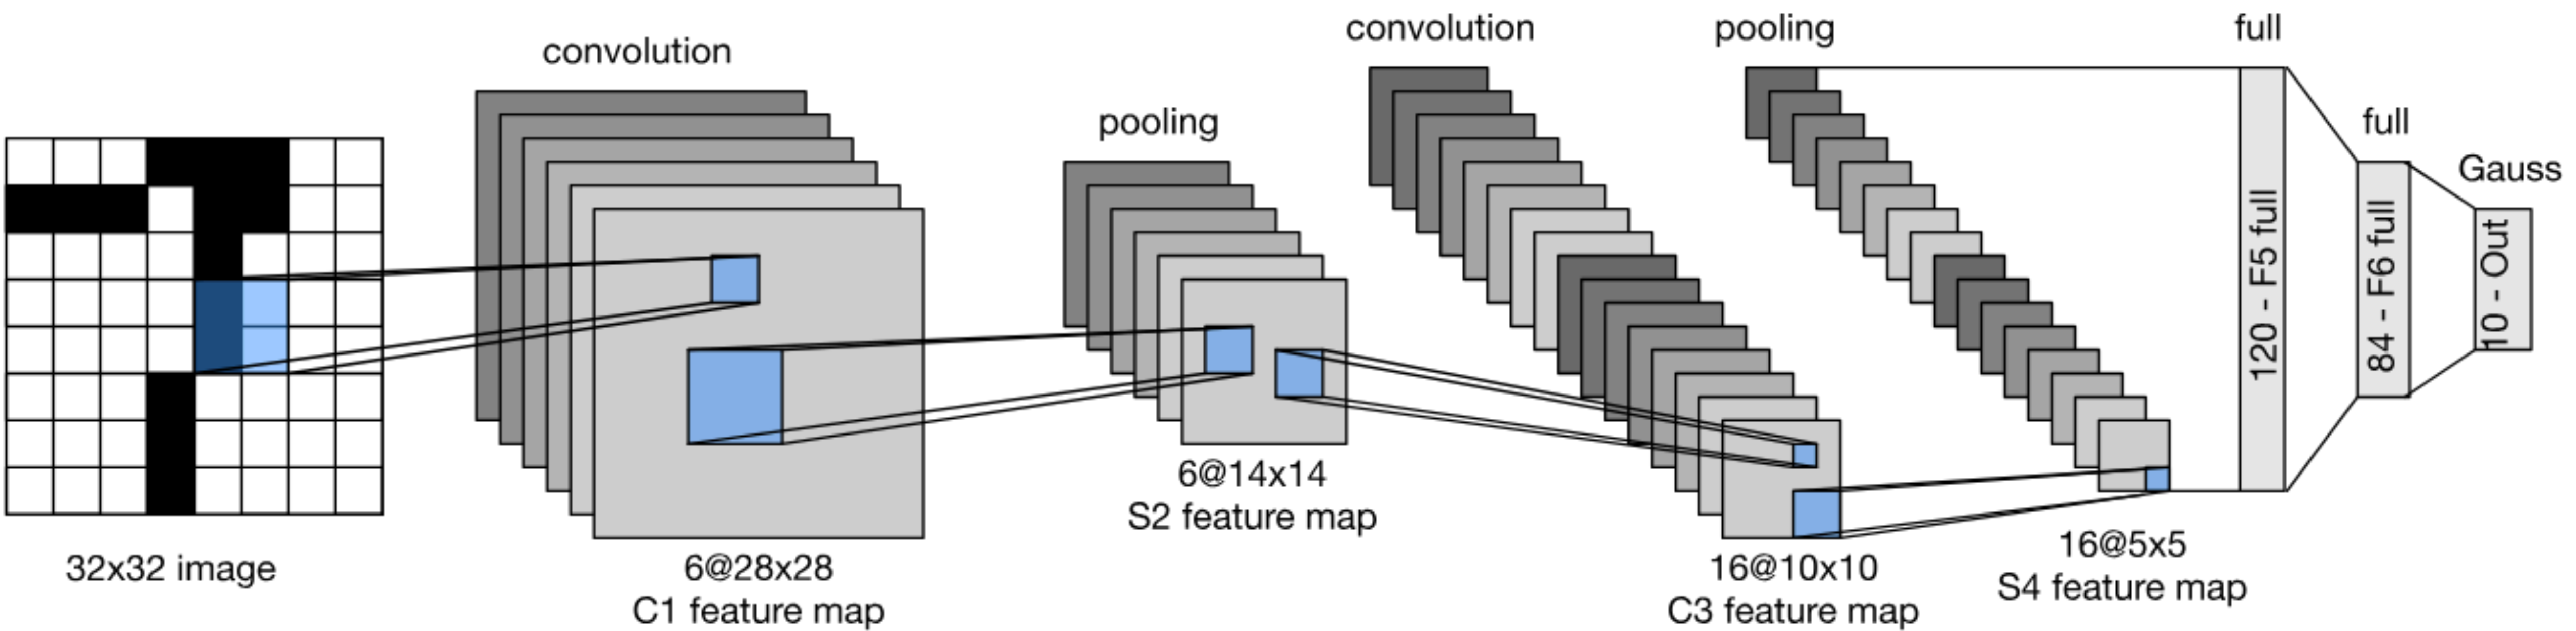 convolution
convolution
pooling
full
pooling
full
Gauss
120 - F5 full
84 - F6 full
10 - Out
32x32 image
6@28x28
C1 feature map
6@14x14
S2 feature map
16@10x10
C3 feature map
16@5x5
S4 feature map